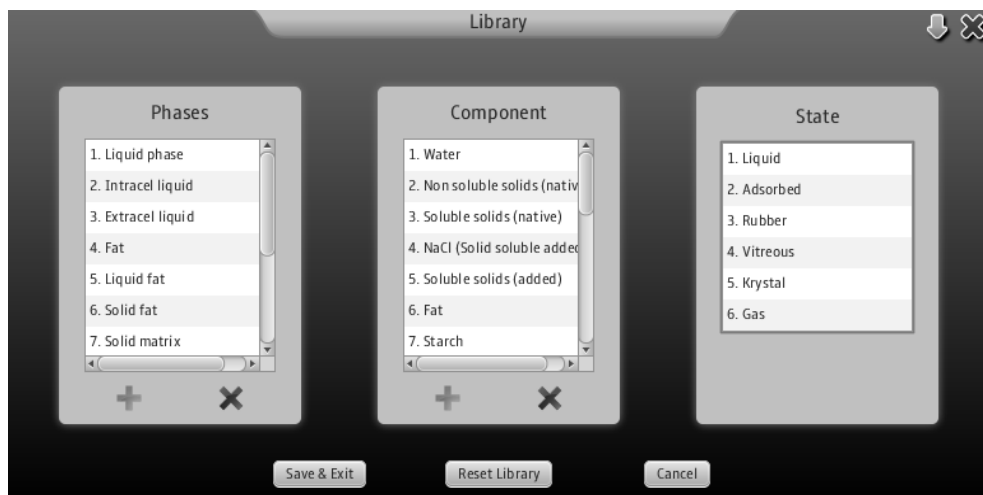 Library
Phases
1. Liquid phase
2. Intracel liquid
3. Extracel liquid
4. Fat
5. Liquid fat
6. Solid fat
7. Solid matrix
Component
1. Water
2. Non soluble solids (nativ
3. Soluble solids (native)
4. NaCl (Solid soluble added
5. Soluble solids (added)
6. Fat
7. Starch
State
1. Liquid
2. Adsorbed
3. Rubber
4. Vitreous
5. Krystal
6. Gas
Save & Exit
Reset Library
Cancel